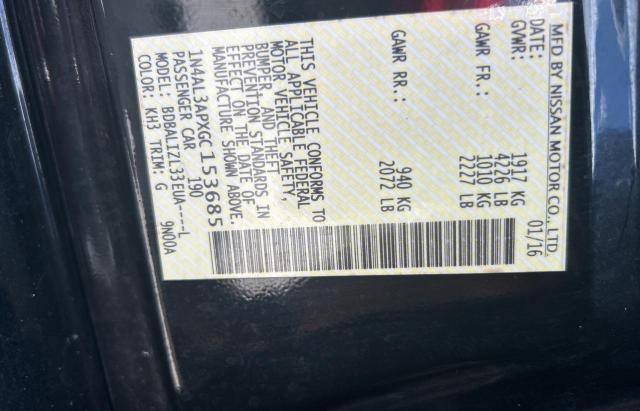 MFD BY NISSAN MOTOR CO., LTD
DATE: 01/16
GVWR: 1917 KG
4226 LB
GAWR FR.: 1010 KG
2227 LB
GAWR RR.: 940 KG
2072 LB
THIS VEHICLE CONFORMS TO
ALL APPLICABLE FEDERAL
MOTOR VEHICLE SAFETY,
BUMPER, AND THEFT
PREVENTION STANDARDS IN
EFFECT ON THE DATE OF
MANUFACTURE SHOWN ABOVE.
1N4AL3APXGC153685
PASSENGER CAR 190
MODEL: BDBALIZL33EUA----L
COLOR: KH3 TRIM: G 9N00A